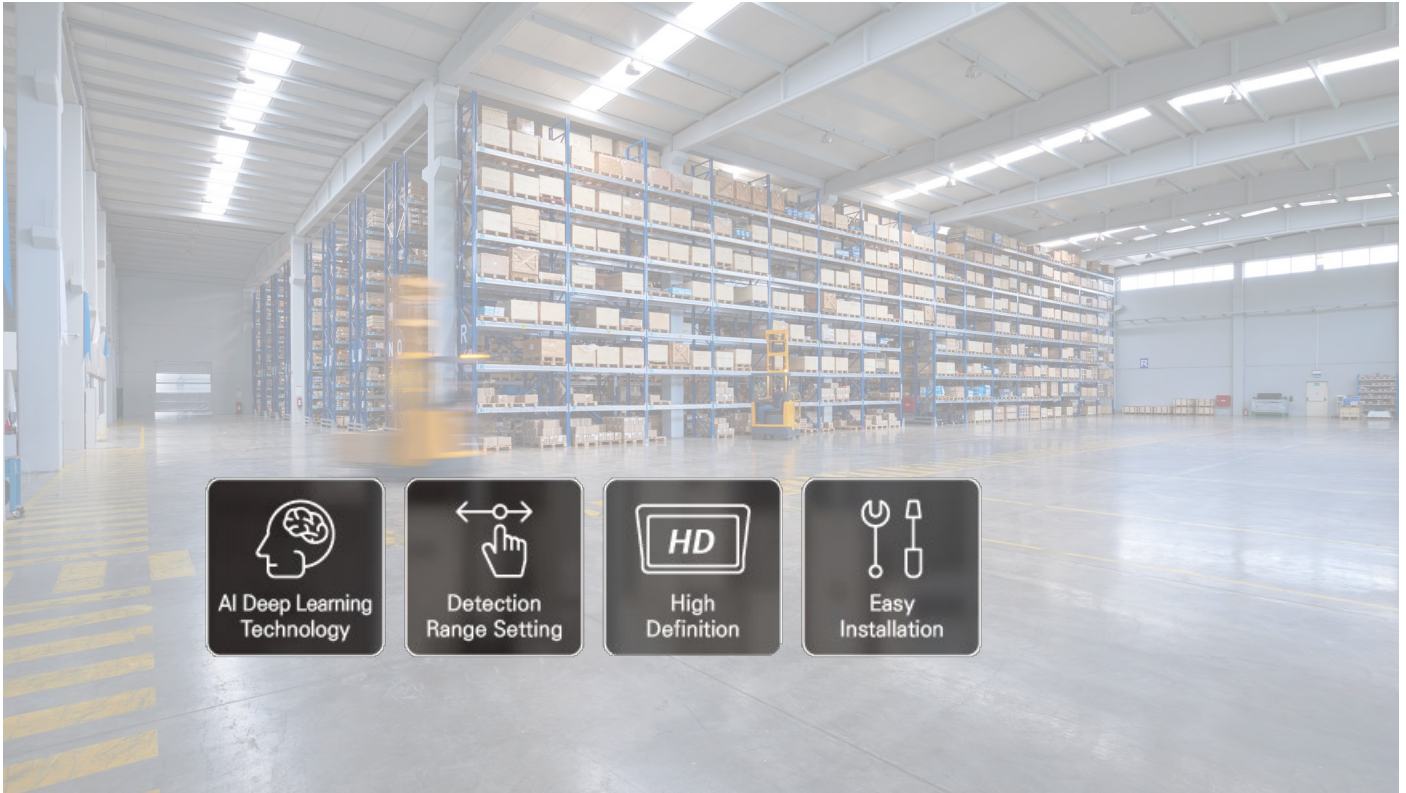 AI Deep Learning
Technology
Detection
Range Setting
HD
High
Definition
Easy
Installation
R
N
O